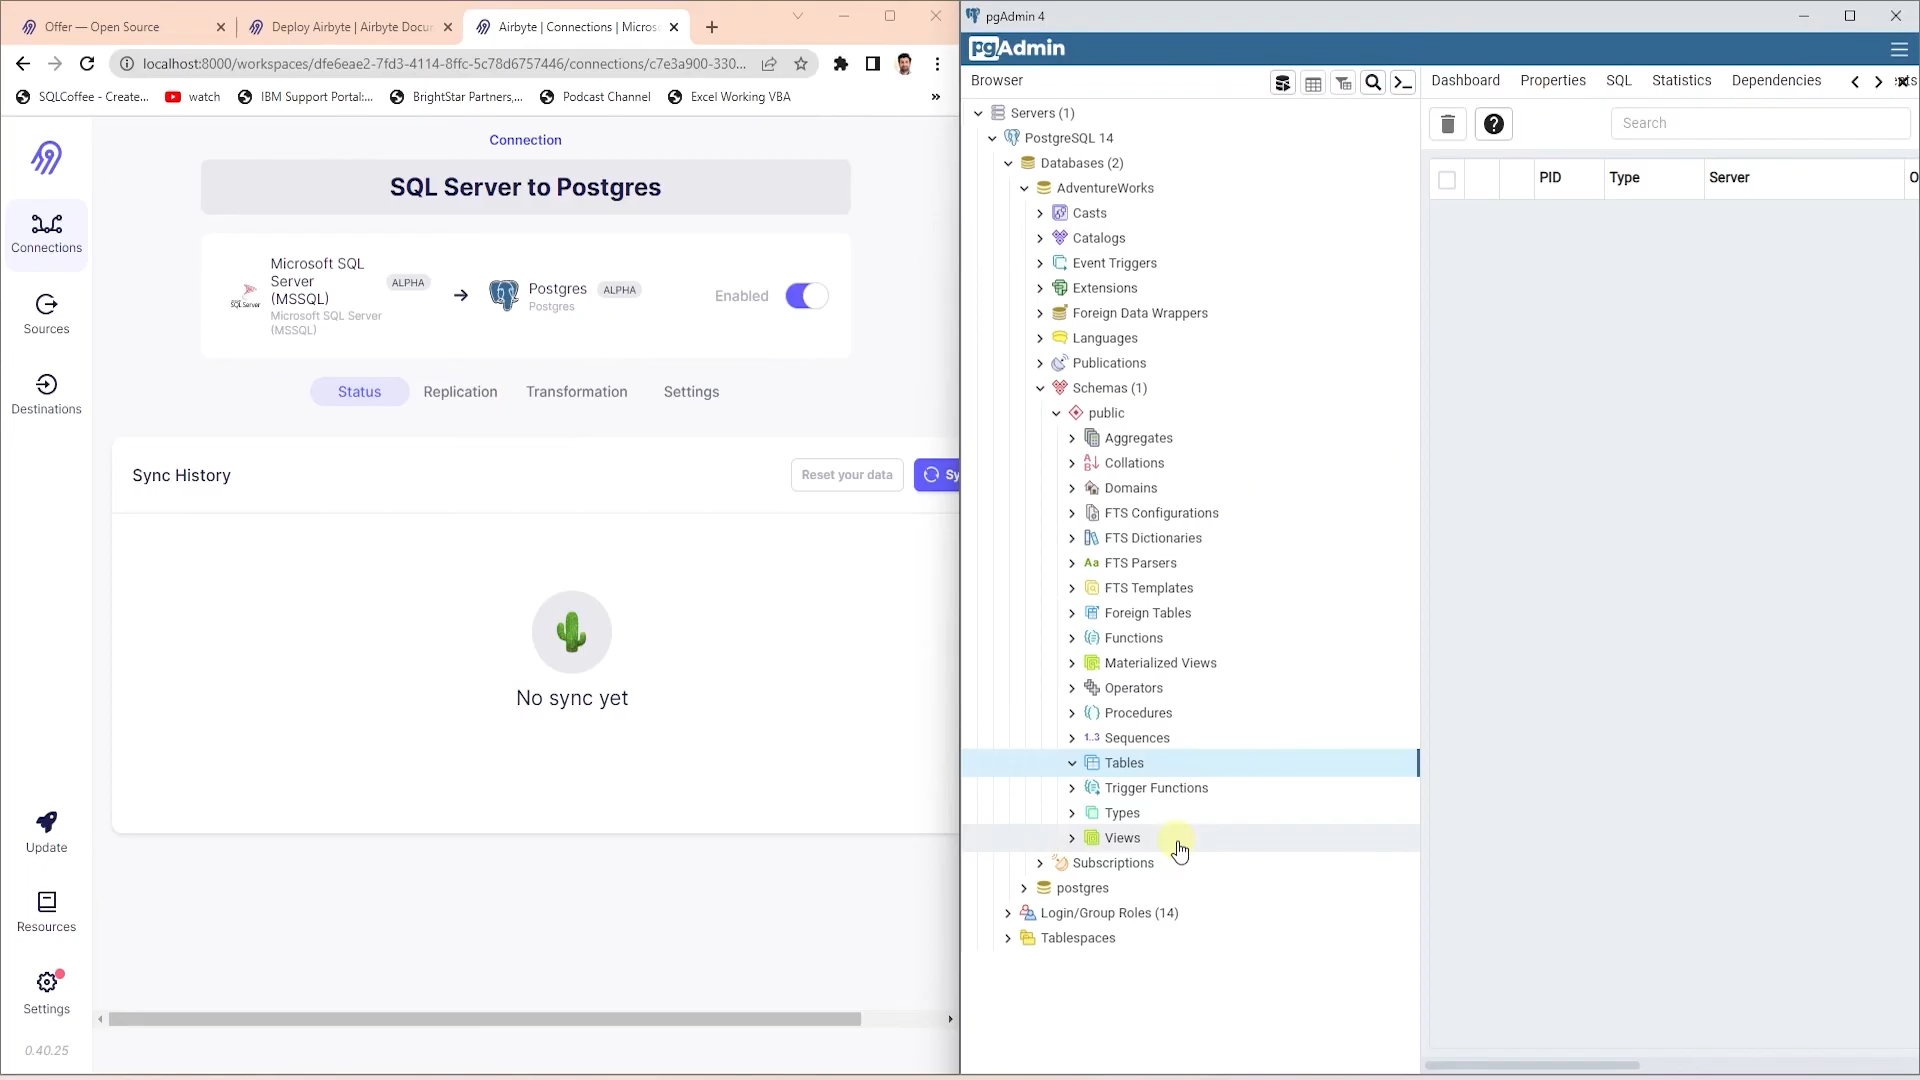 Offer — Open Source
Deploy Airbyte | Airbyte Docu
Airbyte | Connections | Micros
localhost:8000/workspaces/dfe6eae2-7fd3-4114-8ffc-5c78d6757446/connections/c7e3a900-330...
SQLCoffee - Create...
watch
IBM Support Portal:...
BrightStar Partners,...
Podcast Channel
Excel Working VBA
»
Connections
Sources
Destinations
Update
Resources
Settings
0.40.25
Connection
SQL Server to Postgres
Microsoft SQL
Server
(MSSQL)
Microsoft SQL Server
(MSSQL)
ALPHA
SQL Server
Postgres
ALPHA
Postgres
Enabled
Status
Replication
Transformation
Settings
Sync History
Reset your data
Sy
No sync yet
pgAdmin 4
pgAdmin
Browser
Dashboard
Properties
SQL
Statistics
Dependencies
Servers (1)
PostgreSQL 14
Databases (2)
AdventureWorks
Casts
Catalogs
Event Triggers
Extensions
Foreign Data Wrappers
Languages
Publications
Schemas (1)
public
Aggregates
Collations
Domains
FTS Configurations
FTS Dictionaries
Aa FTS Parsers
FTS Templates
Foreign Tables
Functions
Materialized Views
Operators
Procedures
1..3 Sequences
Tables
Trigger Functions
Types
Views
Subscriptions
postgres
Login/Group Roles (14)
Tablespaces
Search
PID
Type
Server